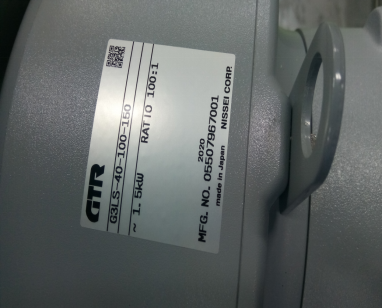 GTR
G3LS-40-100-150
~ 1.5kW RATIO 100:1
2020
MFG. NO. 05507967001
made in Japan NISSEI CORP.